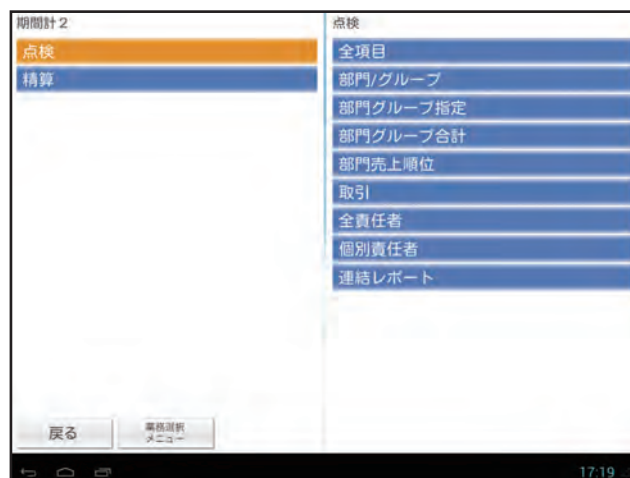 期間計2
点検
精算
点検
全項目
部門/グループ
部門グループ指定
部門グループ合計
部門売上順位
取引
全責任者
個別責任者
連結レポート
戻る
業務選択
メニュー
17:19